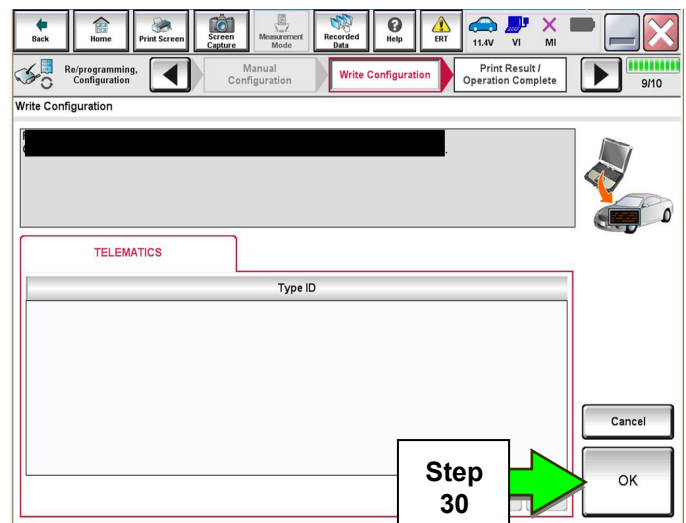 Back
Home
Print Screen
Screen
Capture
Measurement
Mode
Recorded
Data
Help
ERT
11.4V
VI
MI
Re/programming,
Configuration
Manual
Configuration
Write Configuration
Print Result /
Operation Complete
9/10
Write Configuration
TELEMATICS
Type ID
Cancel
OK
Step
30